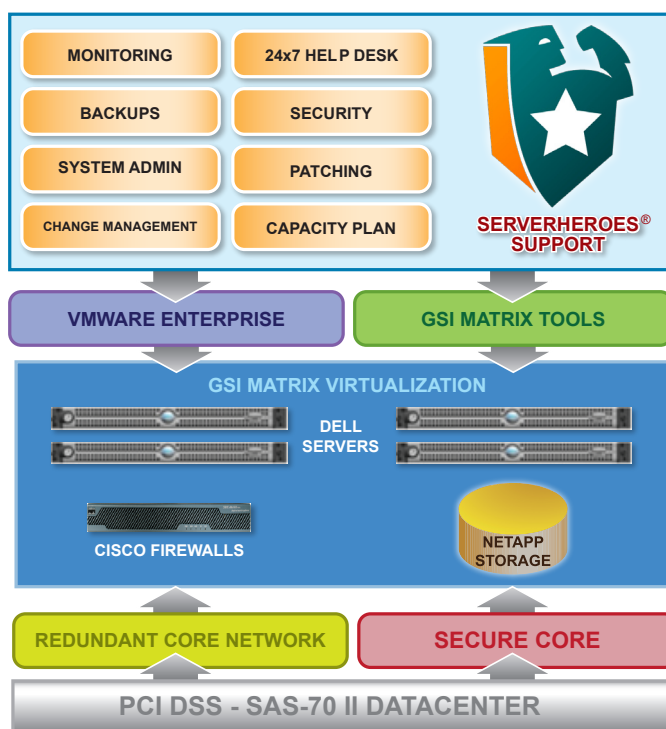 MONITORING
24x7 HELP DESK
BACKUPS
SECURITY
SYSTEM ADMIN
PATCHING
CHANGE MANAGEMENT
CAPACITY PLAN
SERVERHEROES®
SUPPORT
VMWARE ENTERPRISE
GSI MATRIX TOOLS
GSI MATRIX VIRTUALIZATION
DELL
SERVERS
CISCO FIREWALLS
NETAPP
STORAGE
REDUNDANT CORE NETWORK
SECURE CORE
PCI DSS - SAS-70 II DATACENTER